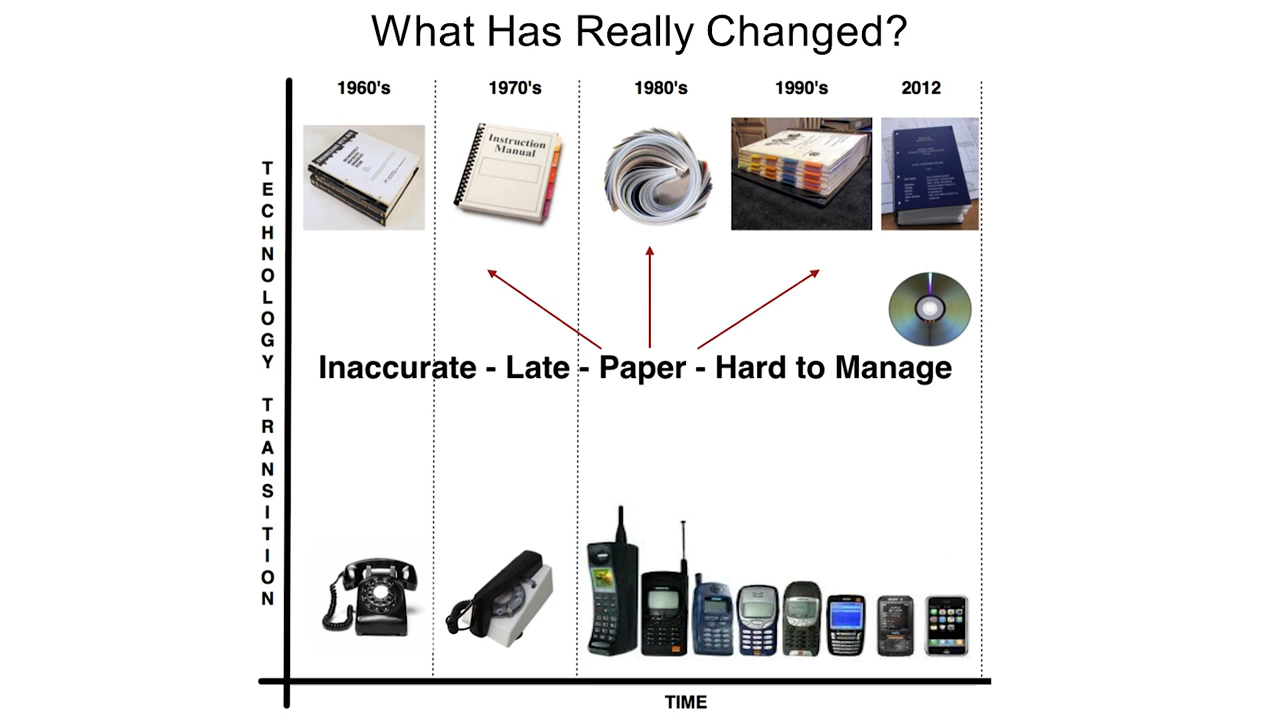 What Has Really Changed?
1960's
1970's
1980's
1990's
2012
Instruction
Manual
TECHNOLOGY TRANSITION
Inaccurate - Late - Paper - Hard to Manage
TIME